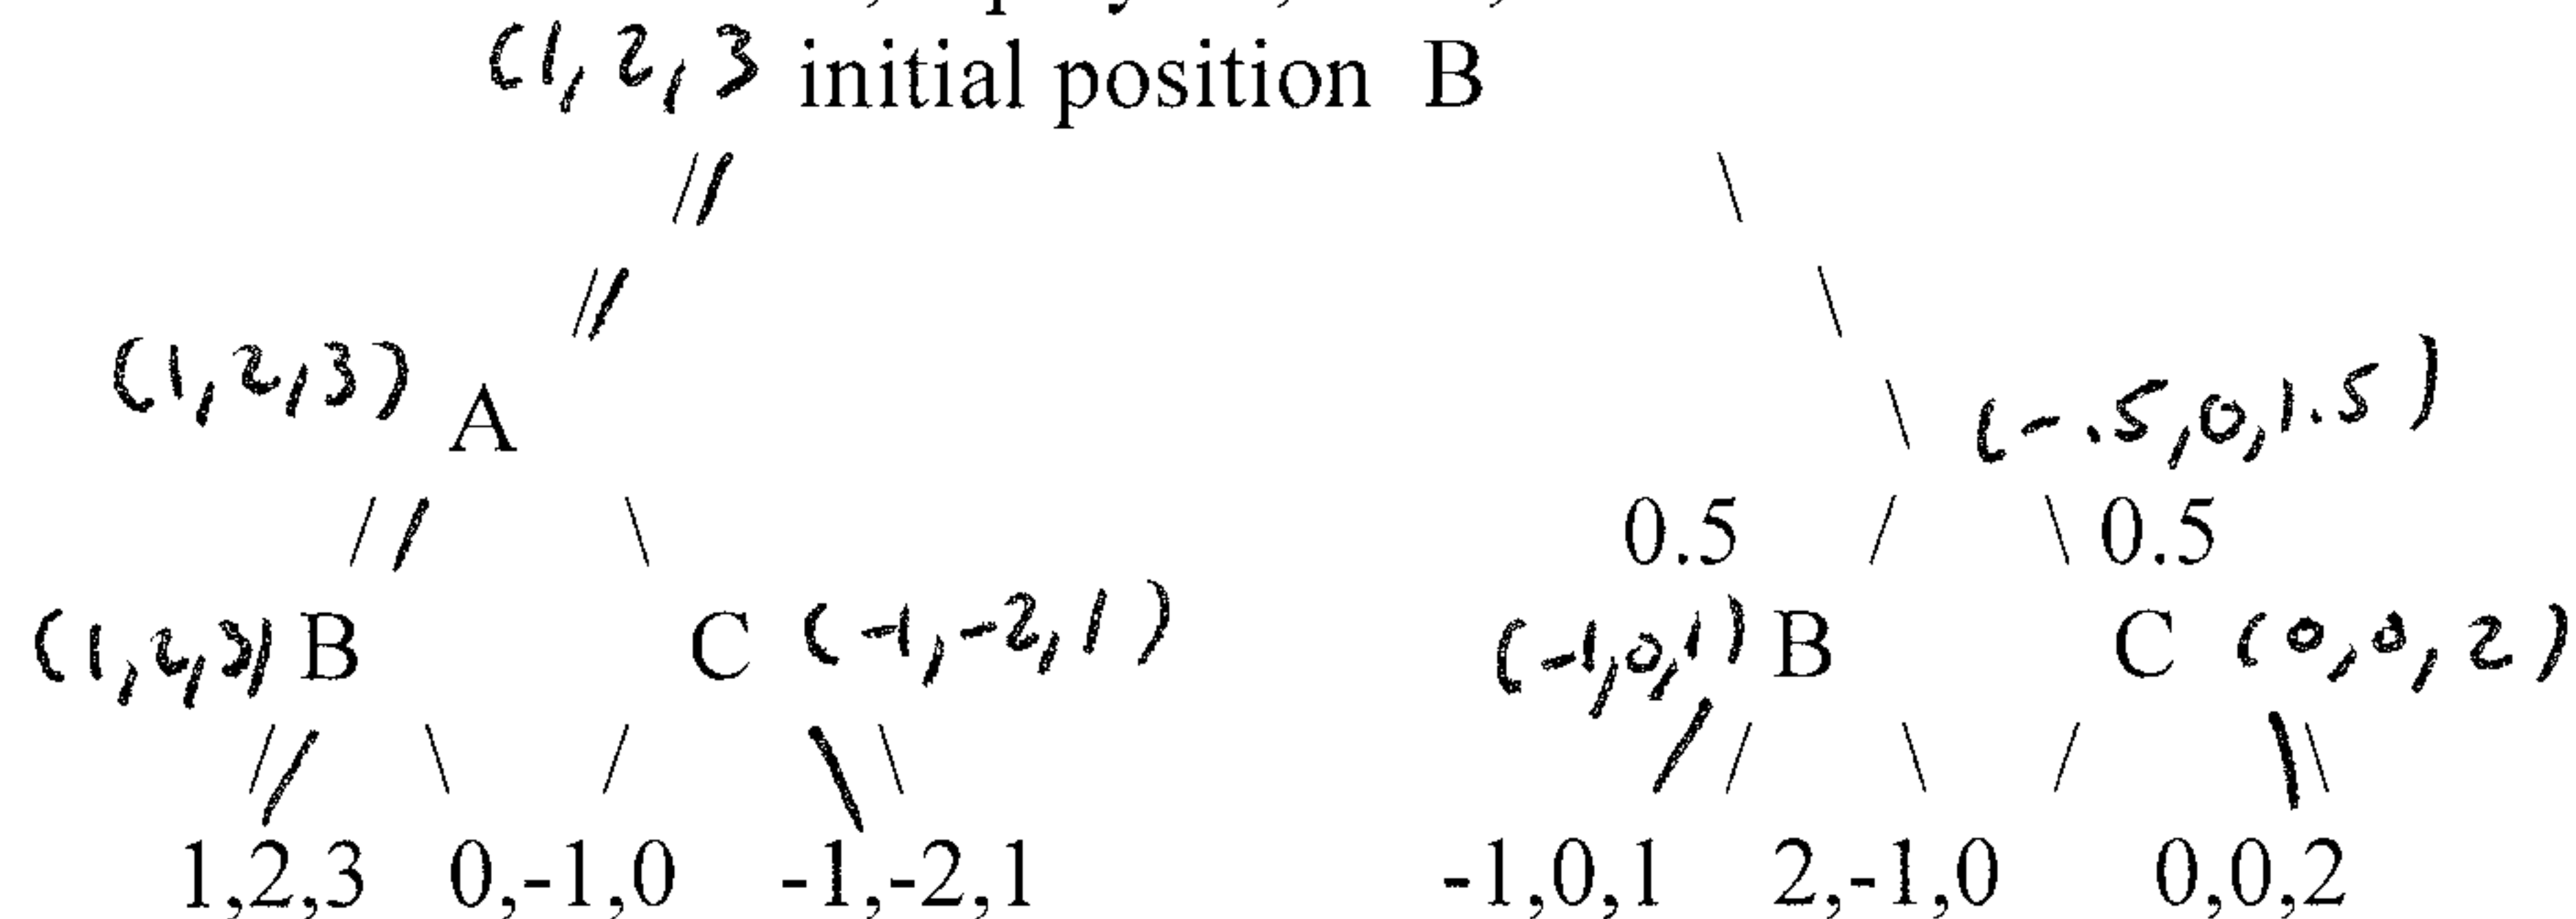 (1,2,3 initial position B
(1,2,3) A
(-.5,0,1.5)
0.5 0.5
(1,2,3) B C (-1,-2,1) (-1,0,1) B C (0,0,2)
1,2,3 0,-1,0 -1,-2,1 -1,0,1 2,-1,0 0,0,2